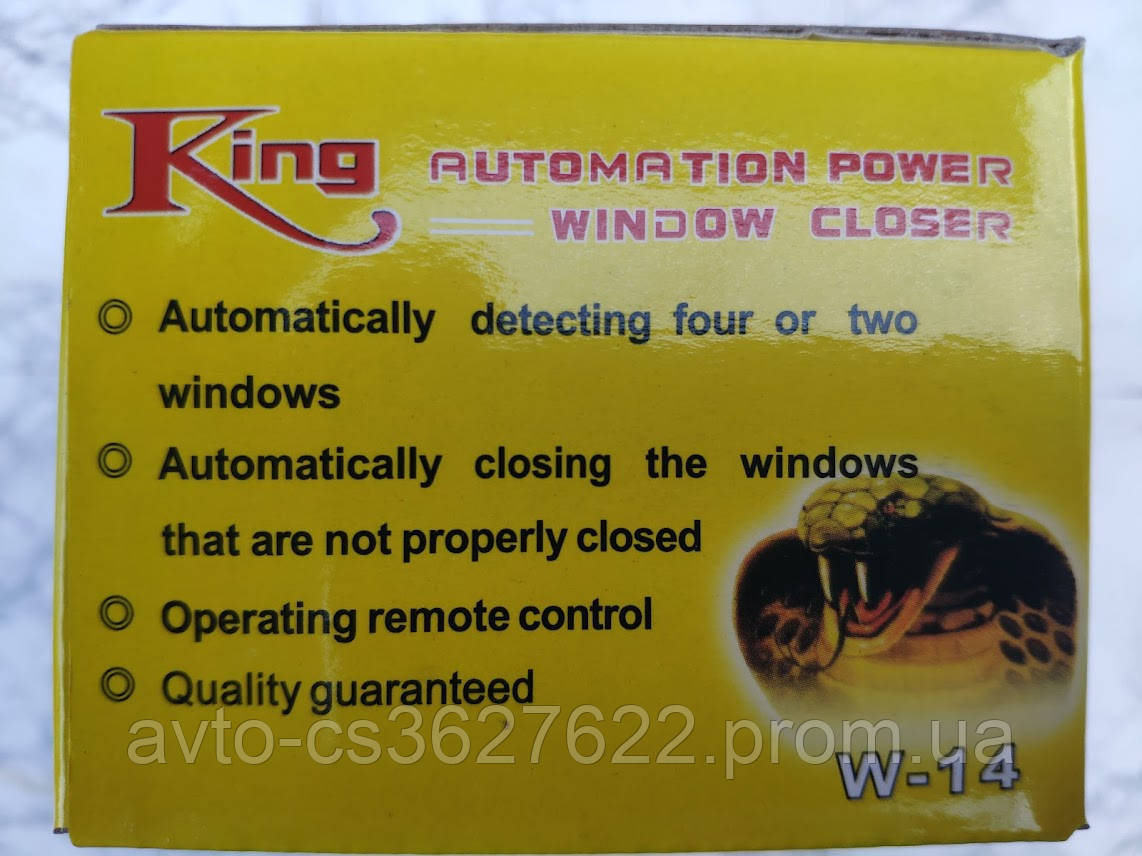 King
AUTOMATION POWER
WINDOW CLOSER
Automatically detecting four or two
windows
Automatically closing the windows
that are not properly closed
Operating remote control
Quality guaranteed
avto-cs3627622.prom.ua
W-14